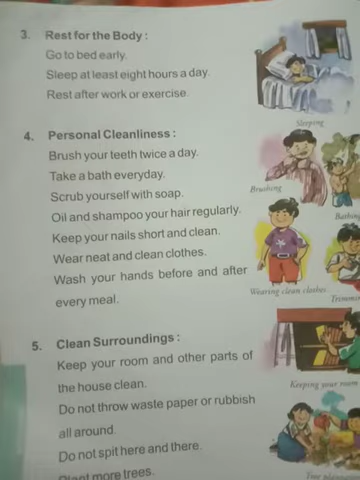 3. Rest for the Body :
Go to bed early.
Sleep at least eight hours a day.
Rest after work or exercise.
Sleeping
4. Personal Cleanliness :
Brush your teeth twice a day.
Take a bath everyday.
Scrub yourself with soap.
Oil and shampoo your hair regularly.
Keep your nails short and clean.
Wear neat and clean clothes.
Wash your hands before and after
every meal.
Brushing
Bathing
Wearing clean clothes
5. Clean Surroundings :
Keep your room and other parts of
the house clean.
Do not throw waste paper or rubbish
all around.
Do not spit here and there.
Plant more trees.
Keeping your room
Tree